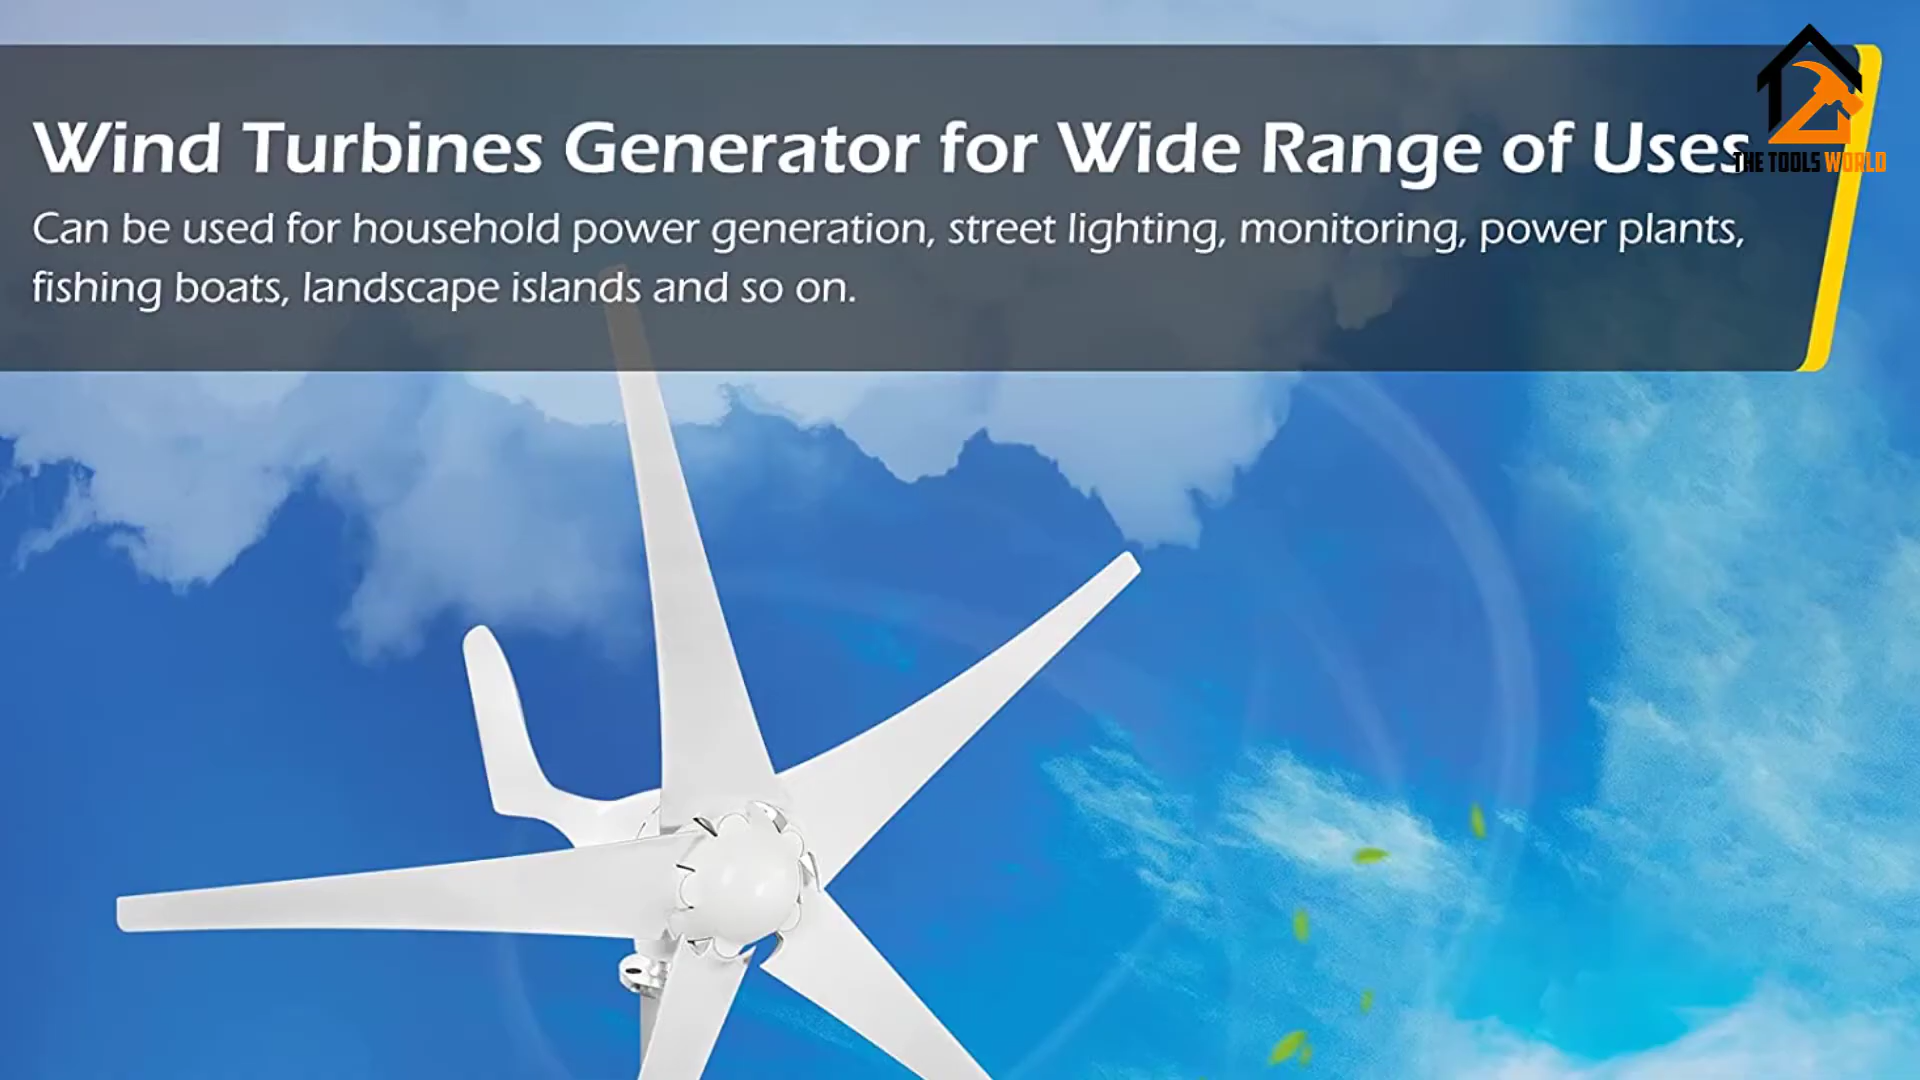 Wind Turbines Generator for Wide Range of Uses
THE TOOLS WORLD
Can be used for household power generation, street lighting, monitoring, power plants,
fishing boats, landscape islands and so on.